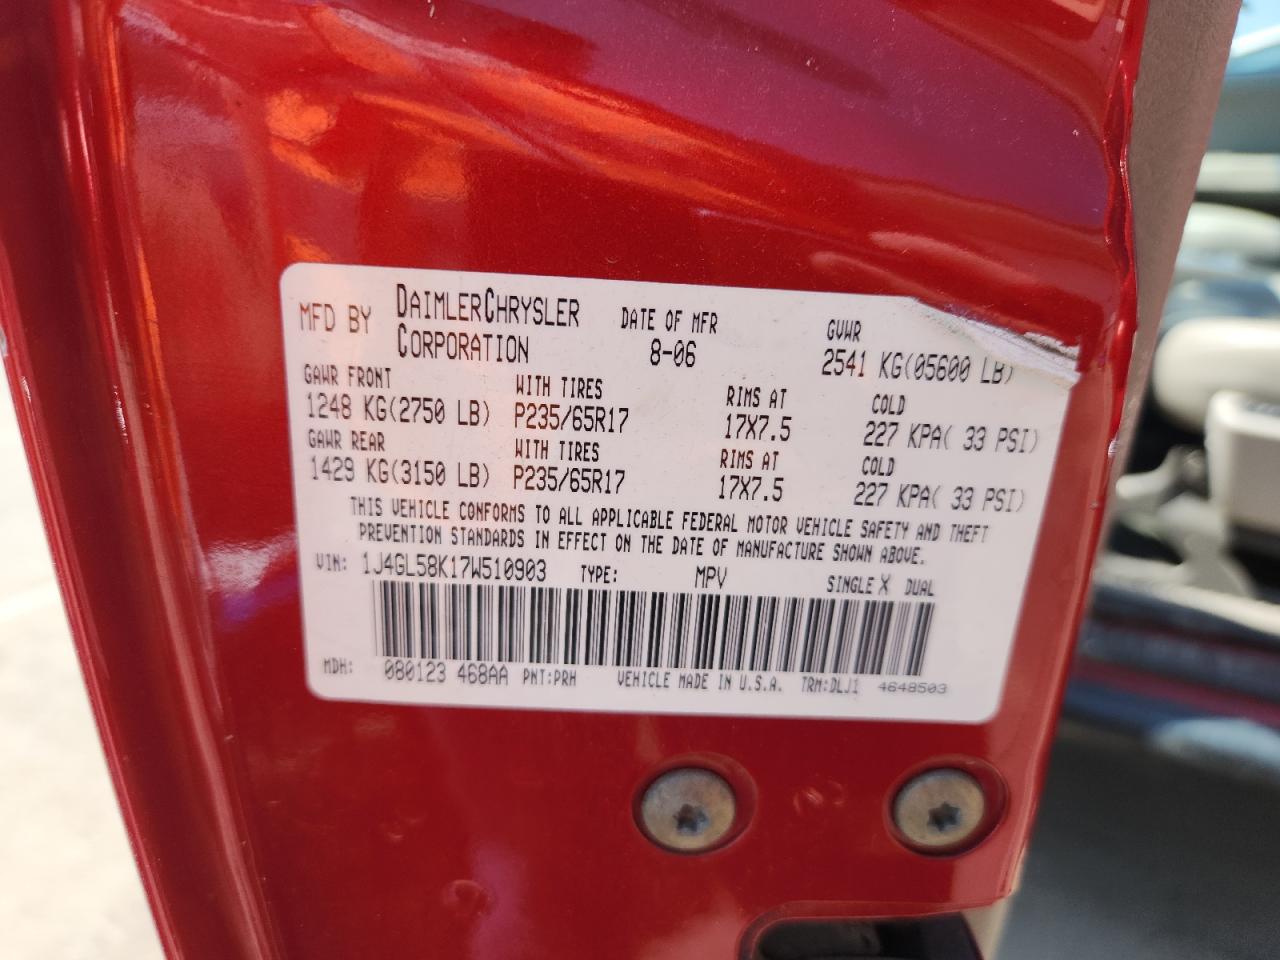 MFD BY DAIMLERCHRYSLER CORPORATION DATE OF MFR 8-06 GVWR 2541 KG(05600 LB)
GAWR FRONT WITH TIRES RIMS AT COLD
1248 KG(2750 LB) P235/65R17 17X7.5 227 KPA( 33 PSI)
GAWR REAR WITH TIRES RIMS AT COLD
1429 KG(3150 LB) P235/65R17 17X7.5 227 KPA( 33 PSI)
THIS VEHICLE CONFORMS TO ALL APPLICABLE FEDERAL MOTOR VEHICLE SAFETY AND THEFT
PREVENTION STANDARDS IN EFFECT ON THE DATE OF MANUFACTURE SHOWN ABOVE.
VIN: 1J4GL58K17W510903 TYPE: MPV SINGLE X DUAL
MDH: 080123 468AA PNT:PRH VEHICLE MADE IN U.S.A. TRM:DLJ1 4648503